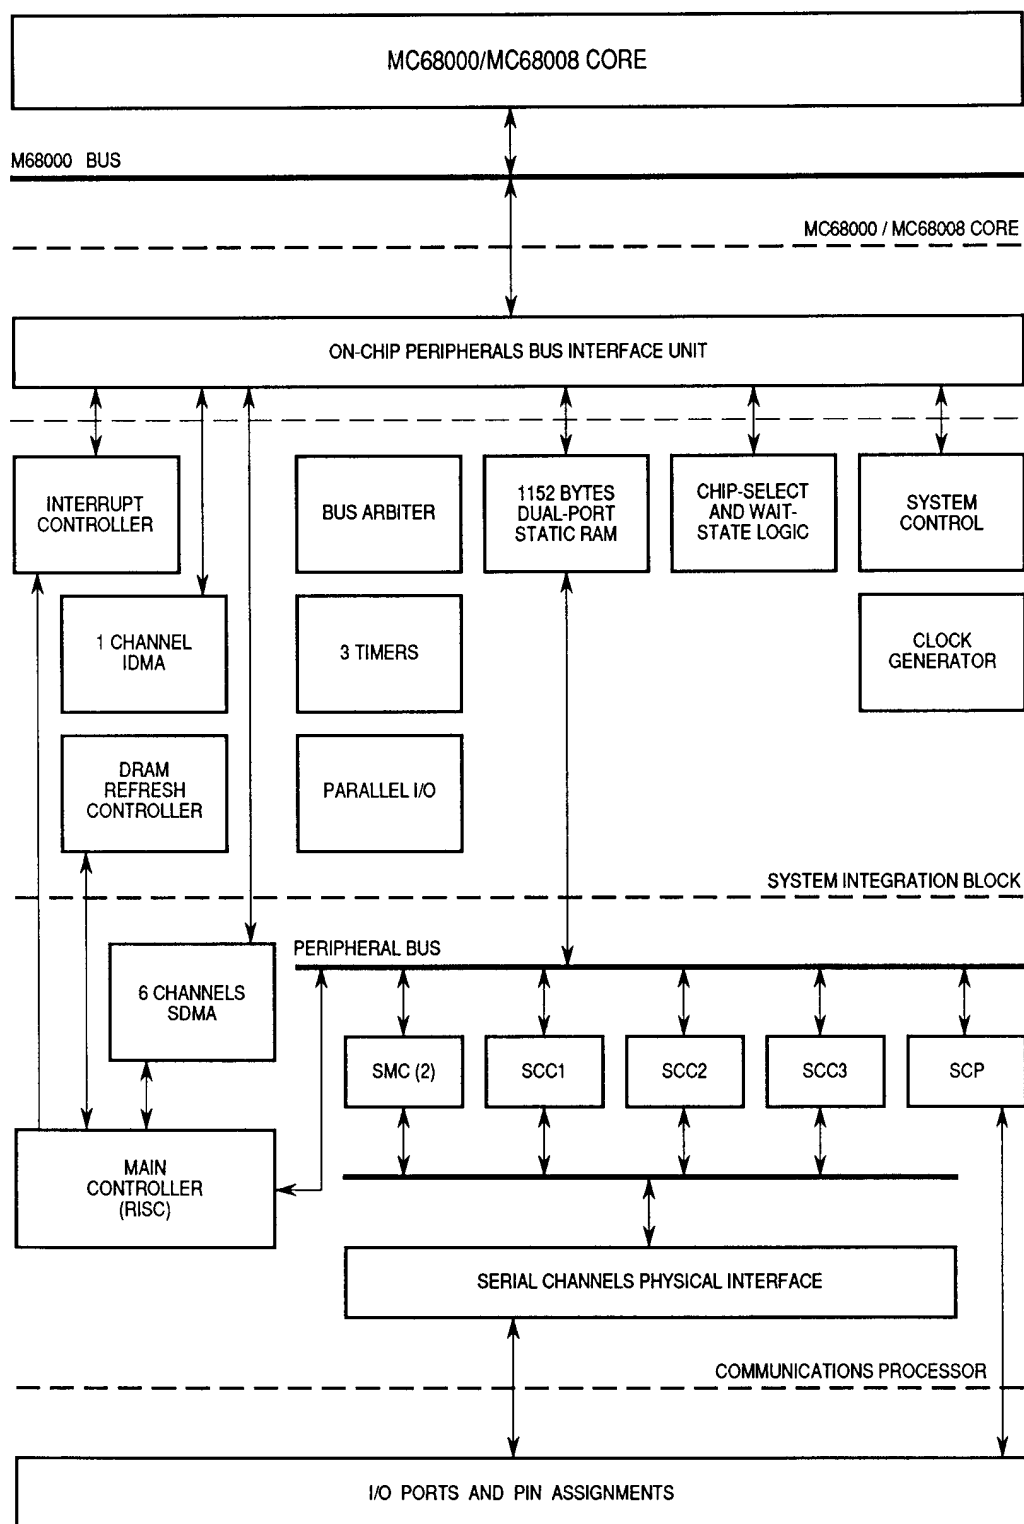 MC68000/MC68008 CORE
M68000 BUS
MC68000 / MC68008 CORE
ON-CHIP PERIPHERALS BUS INTERFACE UNIT
INTERRUPT
CONTROLLER
BUS ARBITER
1152 BYTES
DUAL-PORT
STATIC RAM
CHIP-SELECT
AND WAIT-
STATE LOGIC
SYSTEM
CONTROL
1 CHANNEL
IDMA
3 TIMERS
CLOCK
GENERATOR
DRAM
REFRESH
CONTROLLER
PARALLEL I/O
SYSTEM INTEGRATION BLOCK
6 CHANNELS
SDMA
PERIPHERAL BUS
SMC (2)
SCC1
SCC2
SCC3
SCP
MAIN
CONTROLLER
(RISC)
SERIAL CHANNELS PHYSICAL INTERFACE
COMMUNICATIONS PROCESSOR
I/O PORTS AND PIN ASSIGNMENTS